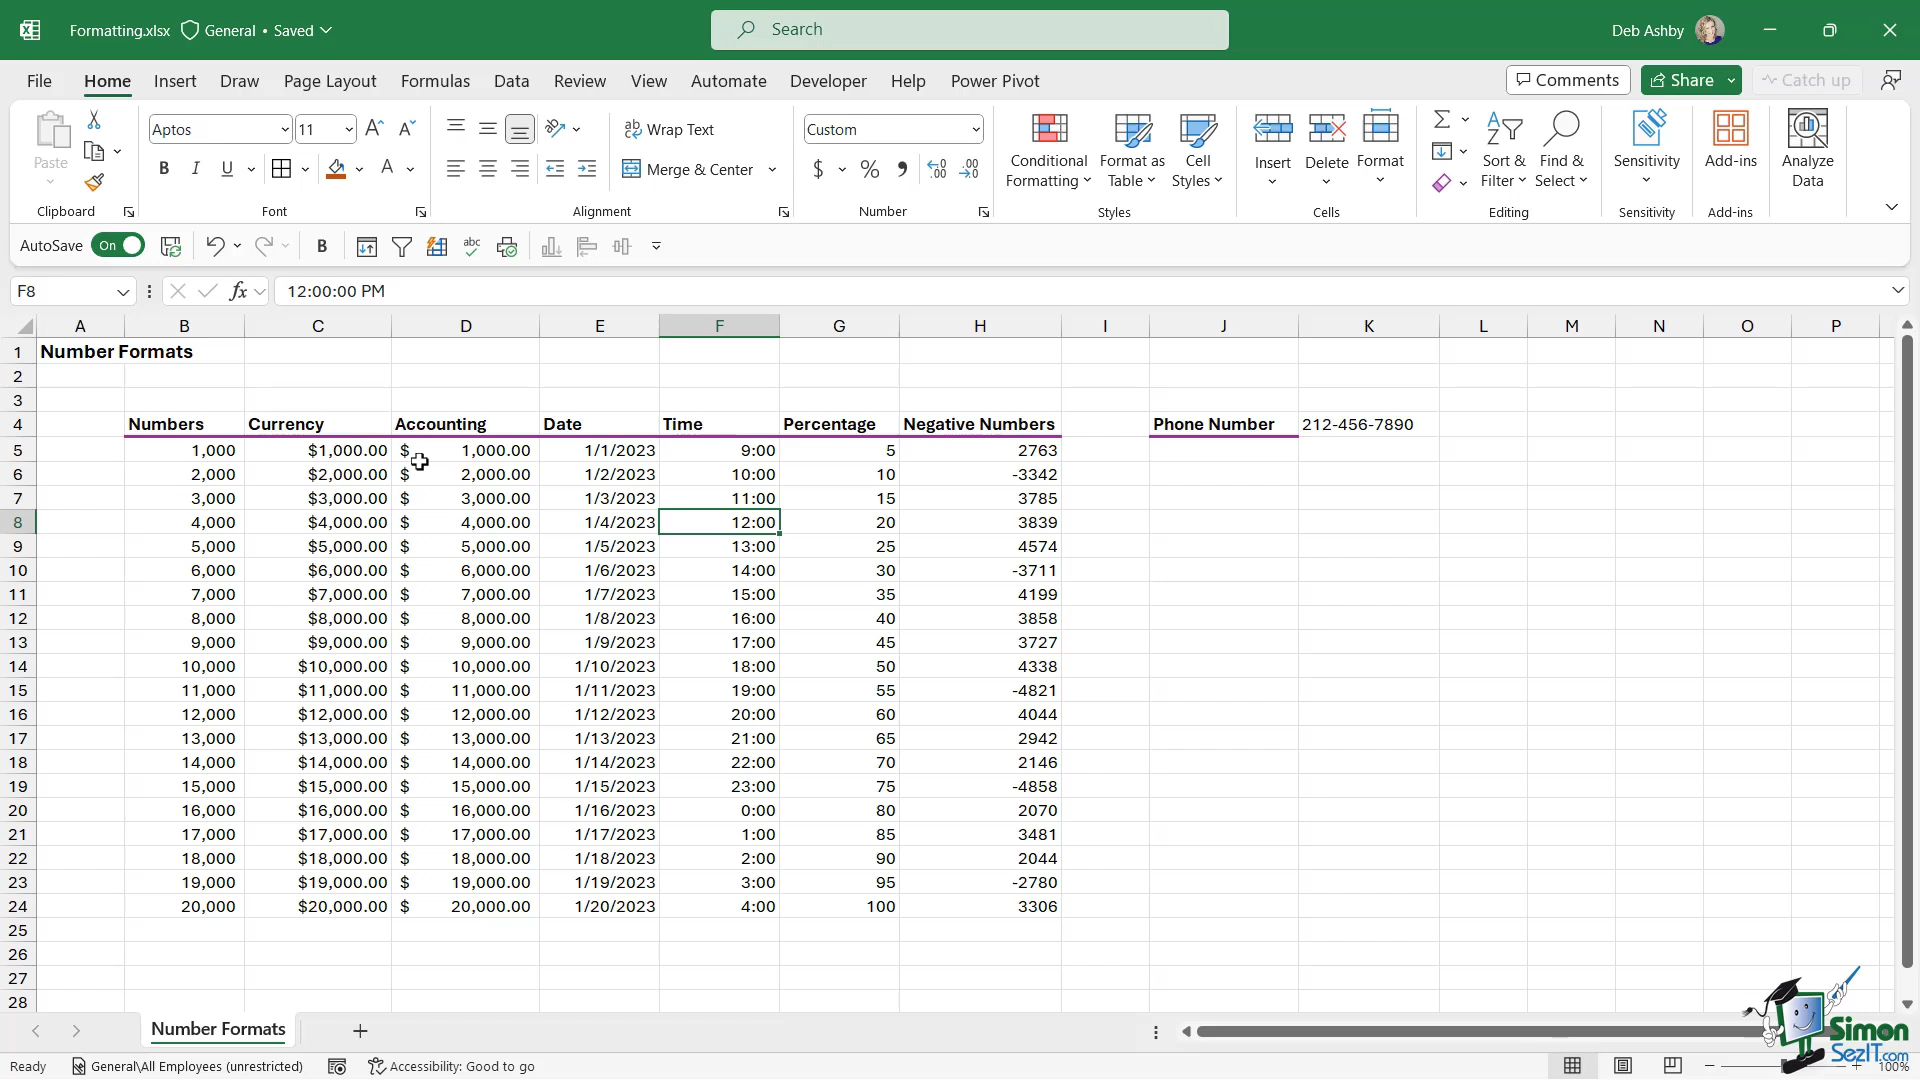 Formatting.xlsx General • Saved
Search
Deb Ashby
File Home Insert Draw Page Layout Formulas Data Review View Automate Developer Help Power Pivot
Comments Share Catch up
Paste
Clipboard
Aptos 11
B I U A
Font
Wrap Text
Merge & Center
Alignment
Custom
$ %
Number
Conditional Formatting
Format as Table
Cell Styles
Styles
Insert
Delete
Format
Cells
Sort & Filter
Find & Select
Editing
Sensitivity
Sensitivity
Add-ins
Add-ins
Analyze Data
AutoSave On B abc
F8 fx 12:00:00 PM
A B C D E F G H I J K L M N O P
1 Number Formats
2
3
4 Numbers Currency Accounting Date Time Percentage Negative Numbers Phone Number 212-456-7890
5 1,000 $1,000.00 $ 1,000.00 1/1/2023 9:00 5 2763
6 2,000 $2,000.00 $ 2,000.00 1/2/2023 10:00 10 -3342
7 3,000 $3,000.00 $ 3,000.00 1/3/2023 11:00 15 3785
8 4,000 $4,000.00 $ 4,000.00 1/4/2023 12:00 20 3839
9 5,000 $5,000.00 $ 5,000.00 1/5/2023 13:00 25 4574
10 6,000 $6,000.00 $ 6,000.00 1/6/2023 14:00 30 -3711
11 7,000 $7,000.00 $ 7,000.00 1/7/2023 15:00 35 4199
12 8,000 $8,000.00 $ 8,000.00 1/8/2023 16:00 40 3858
13 9,000 $9,000.00 $ 9,000.00 1/9/2023 17:00 45 3727
14 10,000 $10,000.00 $ 10,000.00 1/10/2023 18:00 50 4338
15 11,000 $11,000.00 $ 11,000.00 1/11/2023 19:00 55 -4821
16 12,000 $12,000.00 $ 12,000.00 1/12/2023 20:00 60 4044
17 13,000 $13,000.00 $ 13,000.00 1/13/2023 21:00 65 2942
18 14,000 $14,000.00 $ 14,000.00 1/14/2023 22:00 70 2146
19 15,000 $15,000.00 $ 15,000.00 1/15/2023 23:00 75 -4858
20 16,000 $16,000.00 $ 16,000.00 1/16/2023 0:00 80 2070
21 17,000 $17,000.00 $ 17,000.00 1/17/2023 1:00 85 3481
22 18,000 $18,000.00 $ 18,000.00 1/18/2023 2:00 90 2044
23 19,000 $19,000.00 $ 19,000.00 1/19/2023 3:00 95 -2780
24 20,000 $20,000.00 $ 20,000.00 1/20/2023 4:00 100 3306
25
26
27
28
Number Formats
Simon
SezIT.com
Ready General\All Employees (unrestricted) Accessibility: Good to go 100%